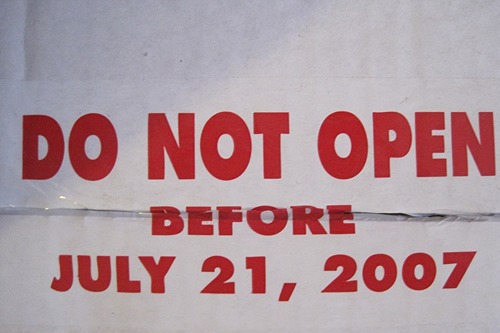 DO NOT OPEN
BEFORE
JULY 21, 2007